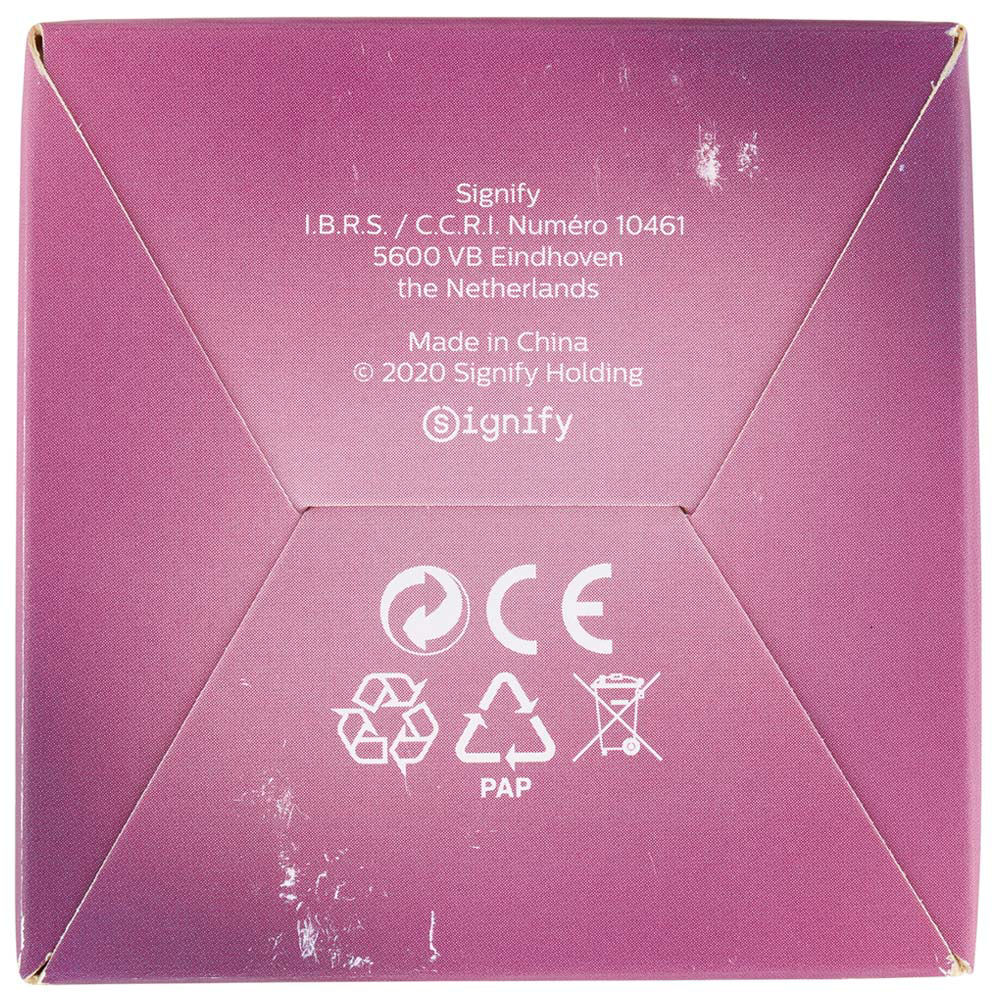 Signify
I.B.R.S. / C.C.R.I. Numéro 10461
5600 VB Eindhoven
the Netherlands
Made in China
© 2020 Signify Holding
Signify
CE
PAP